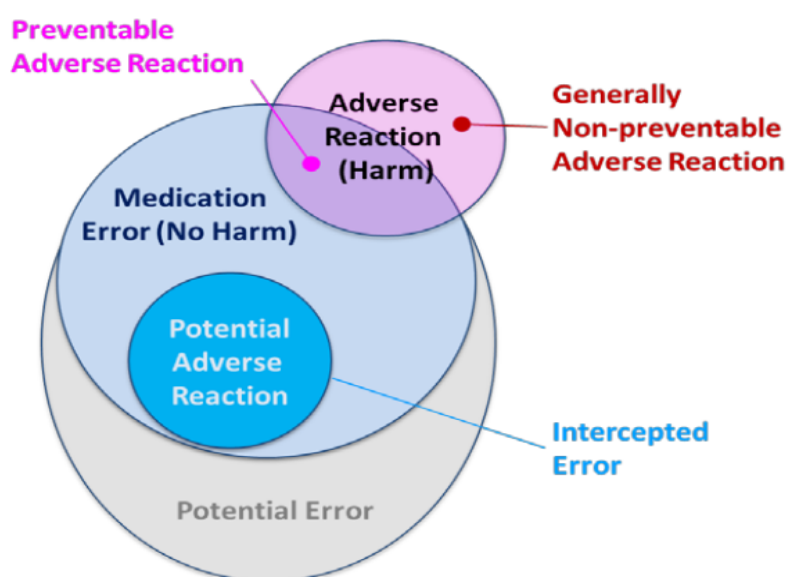 Preventable
Adverse Reaction
Adverse
Reaction
(Harm)
Generally
Non-preventable
Adverse Reaction
Medication
Error (No Harm)
Potential
Adverse
Reaction
Intercepted
Error
Potential Error